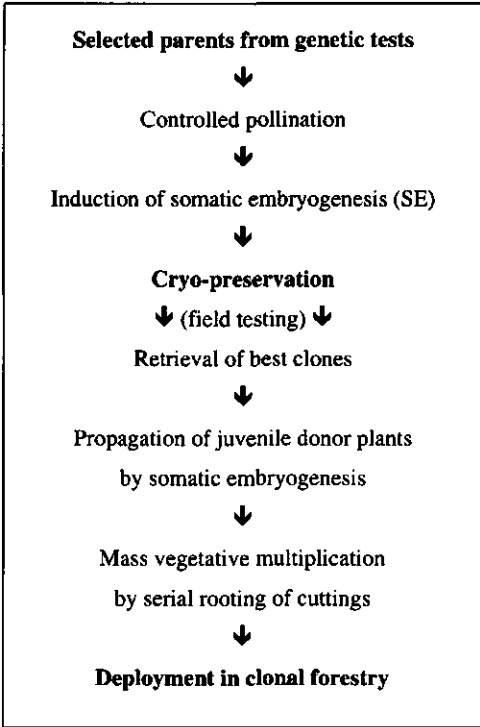 Selected parents from genetic tests
Controlled pollination
Induction of somatic embryogenesis (SE)
Cryo-preservation
(field testing)
Retrieval of best clones
Propagation of juvenile donor plants
by somatic embryogenesis
Mass vegetative multiplication
by serial rooting of cuttings
Deployment in clonal forestry